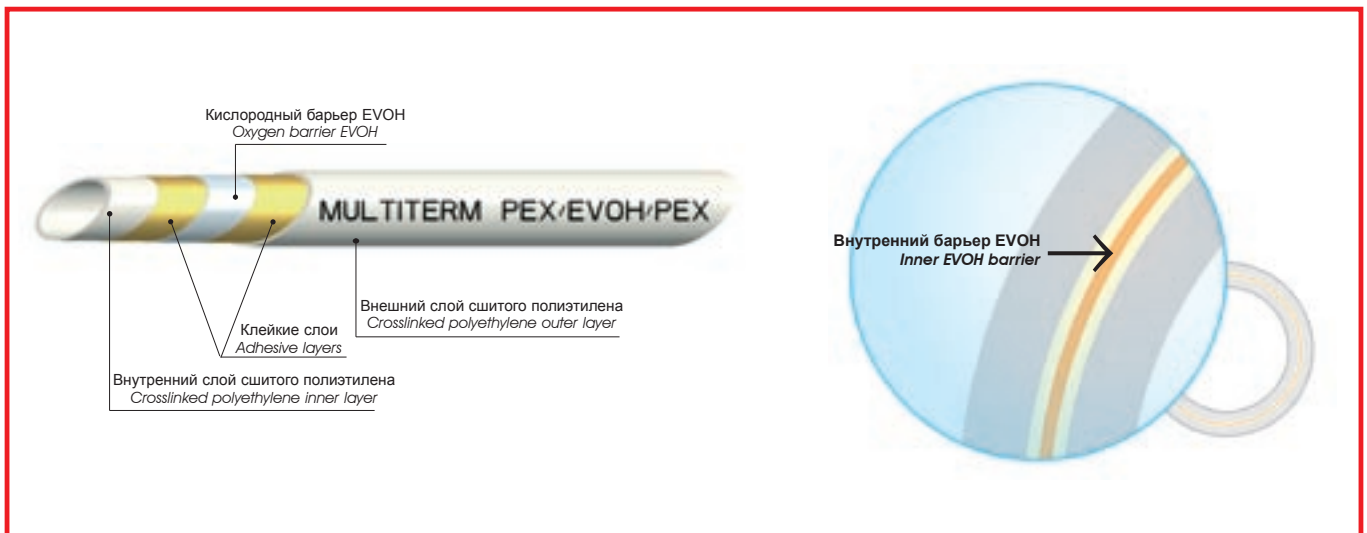 Кислородный барьер EVOH
Oxygen barrier EVOH
MULTITERM PEX/EVOH/PEX
Внешний слой сшитого полиэтилена
Crosslinked polyethylene outer layer
Клейкие слои
Adhesive layers
Внутренний слой сшитого полиэтилена
Crosslinked polyethylene inner layer
Внутренний барьер EVOH
Inner EVOH barrier